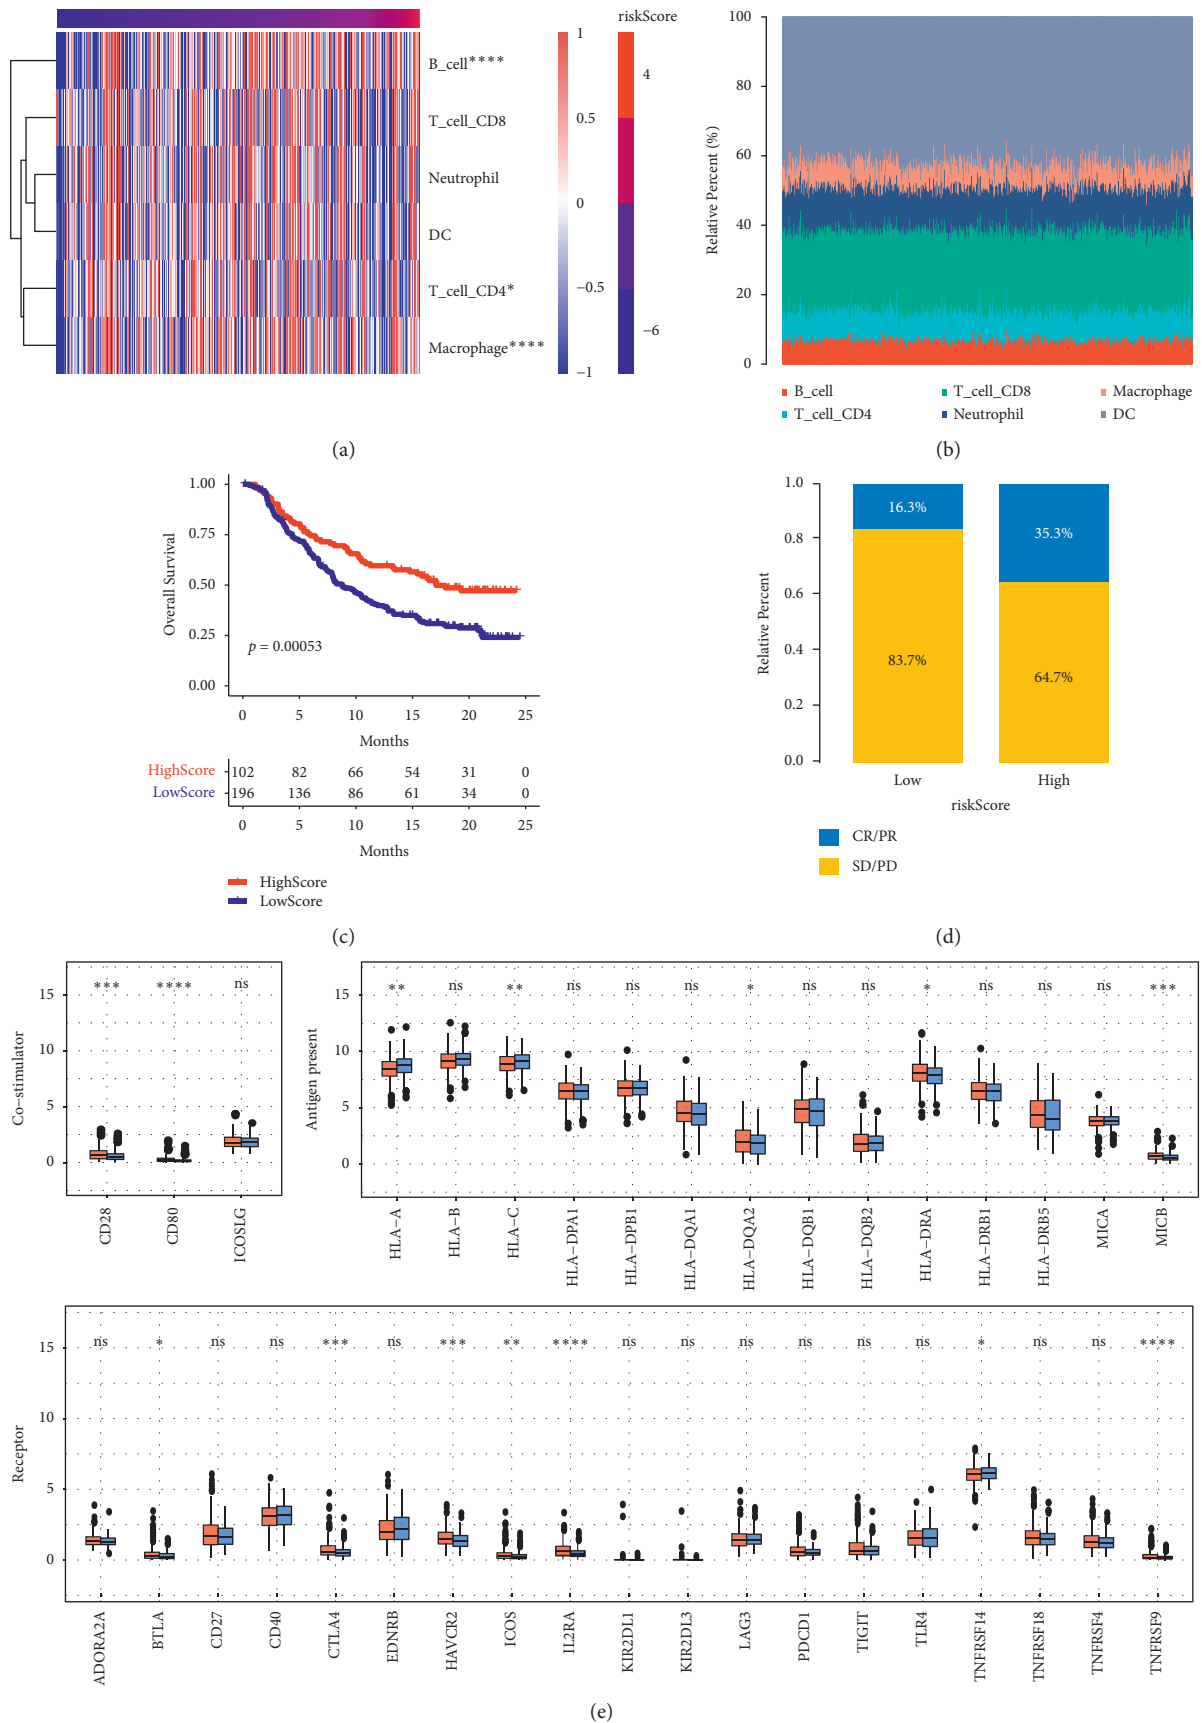 riskScore
B_cell****
T_cell_CD8
Neutrophil
DC
T_cell_CD4*
Macrophage****
1
0.5
0
−0.5
−1
4
−6
(a)
Relative Percent (%)
100
80
60
40
20
0
B_cell
T_cell_CD8
Macrophage
T_cell_CD4
Neutrophil
DC
(b)
Overall Survival
1.00
0.75
0.50
0.25
0.00
p = 0.00053
0 5 10 15 20 25
Months
HighScore 102 82 66 54 31 0
LowScore 196 136 86 61 34 0
0 5 10 15 20 25
Months
HighScore
LowScore
(c)
Relative Percent
1.0
0.8
0.6
0.4
0.2
0.0
16.3%
83.7%
35.3%
64.7%
Low High
riskScore
CR/PR
SD/PD
(d)
Co-stimulator
15
10
5
0
*** **** ns
CD28 CD80 ICOSLG
Antigen present
15
10
5
0
** ns ** ns ns ns * ns ns * ns ns ns ***
HLA−A HLA−B HLA−C HLA−DPA1 HLA−DPB1 HLA−DQA1 HLA−DQA2 HLA−DQB1 HLA−DQB2 HLA−DRA HLA−DRB1 HLA−DRB5 MICA MICB
Receptor
15
10
5
0
ns * ns ns *** ns *** ** **** ns ns ns ns ns ns * ns ns ****
ADORA2A BTLA CD27 CD40 CTLA4 EDNRB HAVCR2 ICOS IL2RA KIR2DL1 KIR2DL3 LAG3 PDCD1 TIGIT TLR4 TNFRSF14 TNFRSF18 TNFRSF4 TNFRSF9
(e)